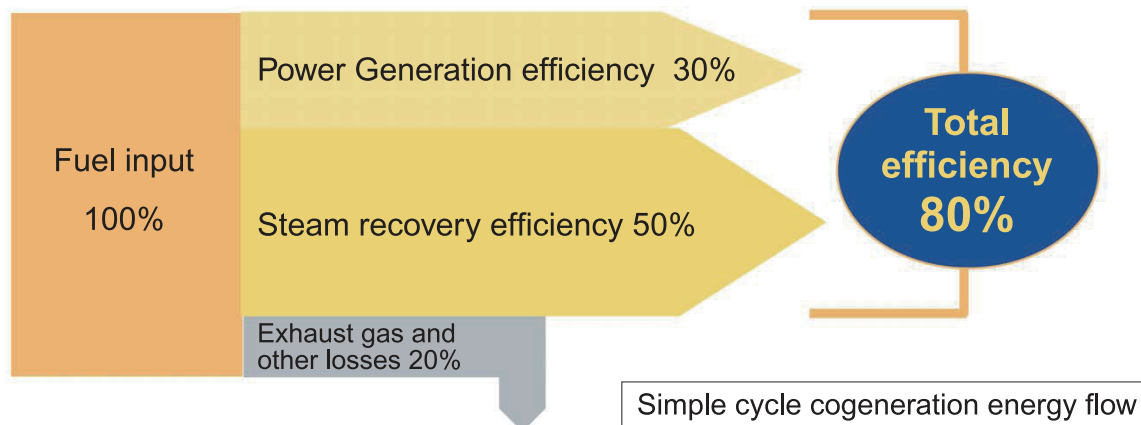 Fuel input
100%
Power Generation efficiency 30%
Steam recovery efficiency 50%
Exhaust gas and
other losses 20%
Total
efficiency
80%
Simple cycle cogeneration energy flow